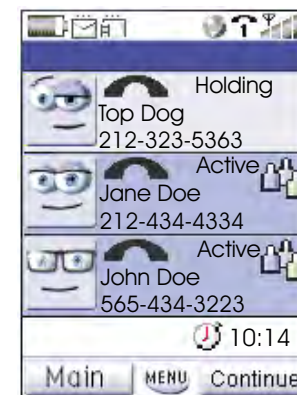 Holding
Top Dog
212-323-5363
Active
Jane Doe
212-434-4334
Active
John Doe
565-434-3223
10:14
Main MENU Continue